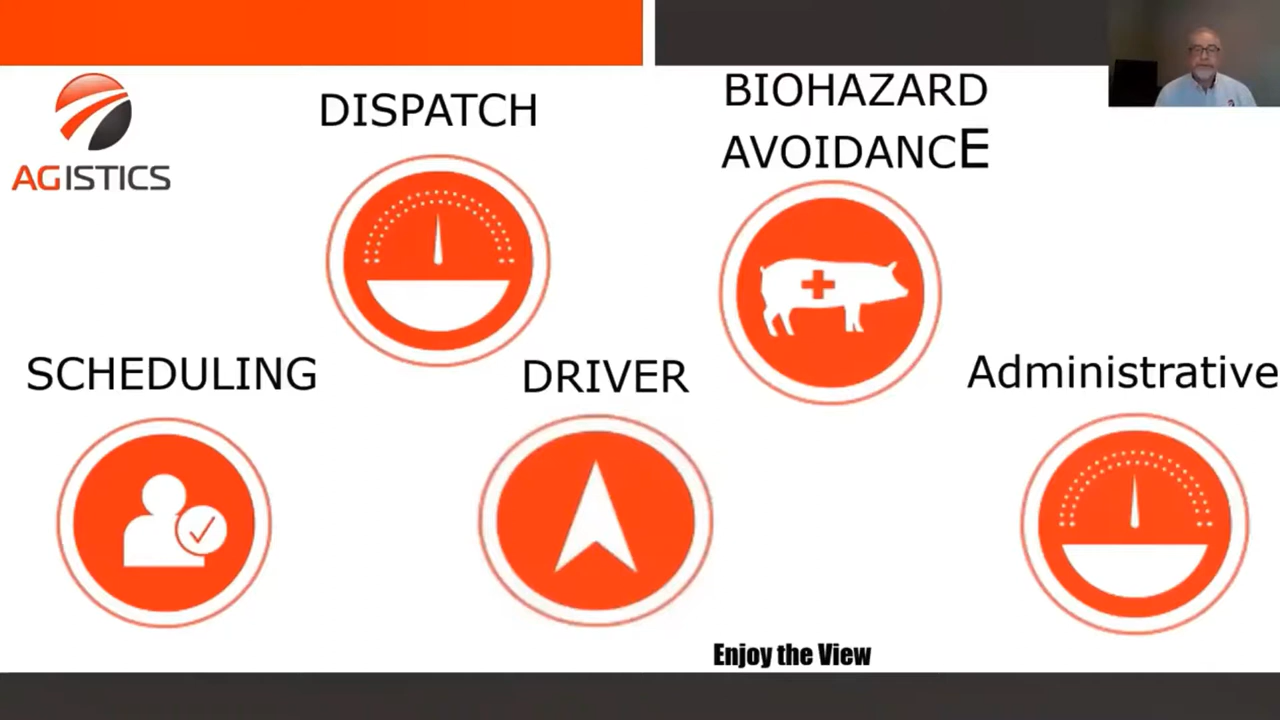 AGISTICS
DISPATCH
BIOHAZARD
AVOIDANCE
SCHEDULING
DRIVER
Administrative
Enjoy the View